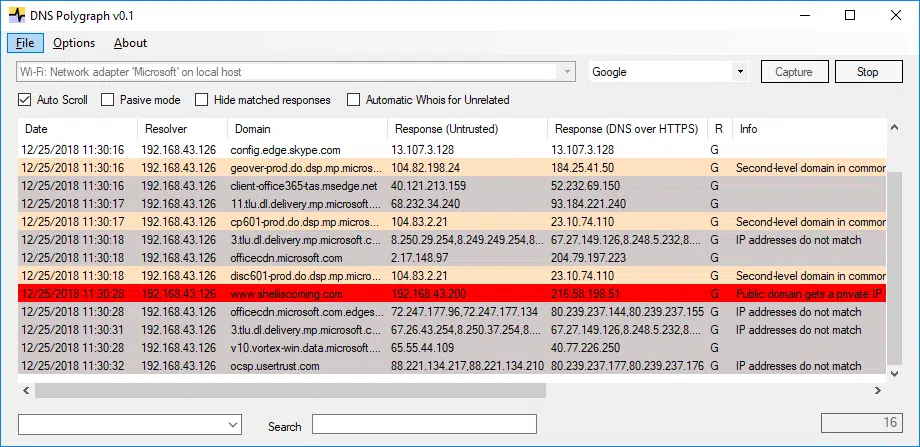 DNS Polygraph v0.1
File Options About
Wi-Fi: Network adapter 'Microsoft' on local host Google Capture Stop
Auto Scroll Pasive mode Hide matched responses Automatic Whois for Unrelated
Date Resolver Domain Response (Untrusted) Response (DNS over HTTPS) R Info
12/25/2018 11:30:16 192.168.43.126 config.edge.skype.com 13.107.3.128 13.107.3.128 G
12/25/2018 11:30:16 192.168.43.126 geover-prod.do.dsp.mp.micros... 104.82.198.24 184.25.41.50 G Second-level domain in common
12/25/2018 11:30:16 192.168.43.126 client-office365-tas.msedge.net 40.121.213.159 52.232.69.150 G
12/25/2018 11:30:17 192.168.43.126 11.tlu.dl.delivery.mp.microsoft.... 68.232.34.240 93.184.221.240 G
12/25/2018 11:30:17 192.168.43.126 cp601-prod.do.dsp.mp.micros... 104.83.2.21 23.10.74.110 G Second-level domain in common
12/25/2018 11:30:18 192.168.43.126 3.tlu.dl.delivery.mp.microsoft.c... 8.250.29.254,8.249.249.254,8... 67.27.149.126,8.248.5.232,8.... G IP addresses do not match
12/25/2018 11:30:18 192.168.43.126 officecdn.microsoft.com 2.17.148.97 204.79.197.223 G
12/25/2018 11:30:18 192.168.43.126 disc601-prod.do.dsp.mp.micros... 104.83.2.21 23.10.74.110 G Second-level domain in common
12/25/2018 11:30:28 192.168.43.126 www.shelliscoming.com 192.168.43.200 216.58.198.51 G Public domain gets a private IP
12/25/2018 11:30:28 192.168.43.126 officecdn.microsoft.com.edges... 72.247.177.96,72.247.177.134 80.239.237.144,80.239.237.155 G IP addresses do not match
12/25/2018 11:30:31 192.168.43.126 3.tlu.dl.delivery.mp.microsoft.c... 67.26.43.254,8.250.37.254,8.... 67.27.149.126,8.248.5.232,8.... G IP addresses do not match
12/25/2018 11:30:28 192.168.43.126 v10.vortex-win.data.microsoft.... 65.55.44.109 40.77.226.250 G
12/25/2018 11:30:32 192.168.43.126 ocsp.usertrust.com 88.221.134.217,88.221.134.210 80.239.237.177,80.239.237.176 G IP addresses do not match
Search 16